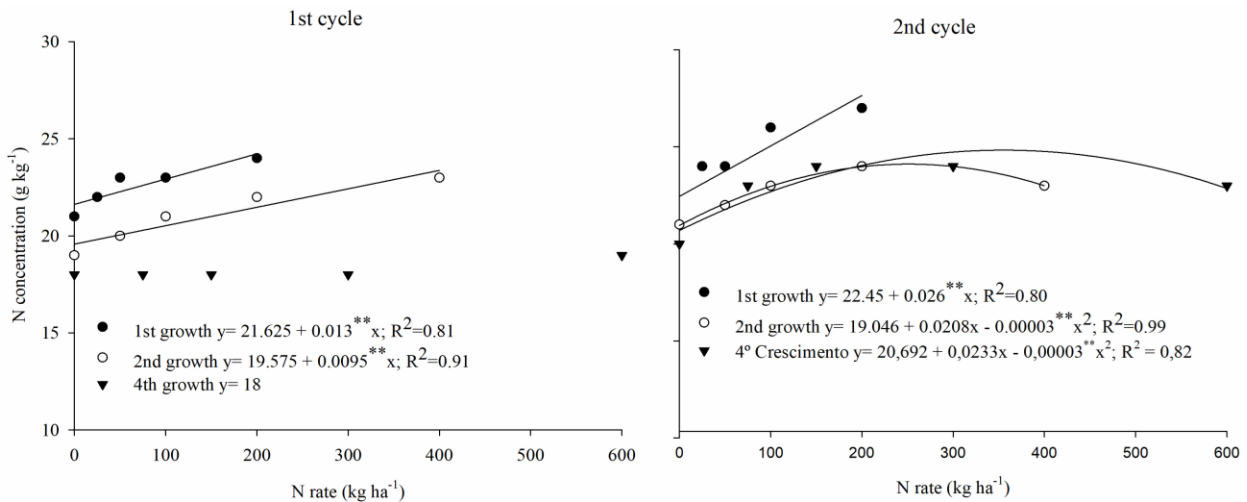 1st cycle
30
25
20
15
10
N concentration (g kg⁻¹)
1st growth y= 21.625 + 0.013**x; R²=0.81
2nd growth y= 19.575 + 0.0095**x; R²=0.91
4th growth y= 18
0 100 200 300 400 600
N rate (kg ha⁻¹)
2nd cycle
1st growth y= 22.45 + 0.026**x; R²=0.80
2nd growth y= 19.046 + 0.0208x - 0.00003**x²; R²=0.99
4º Crescimento y= 20,692 + 0,0233x - 0,00003**x²; R² = 0,82
0 100 200 300 400 600
N rate (kg ha⁻¹)